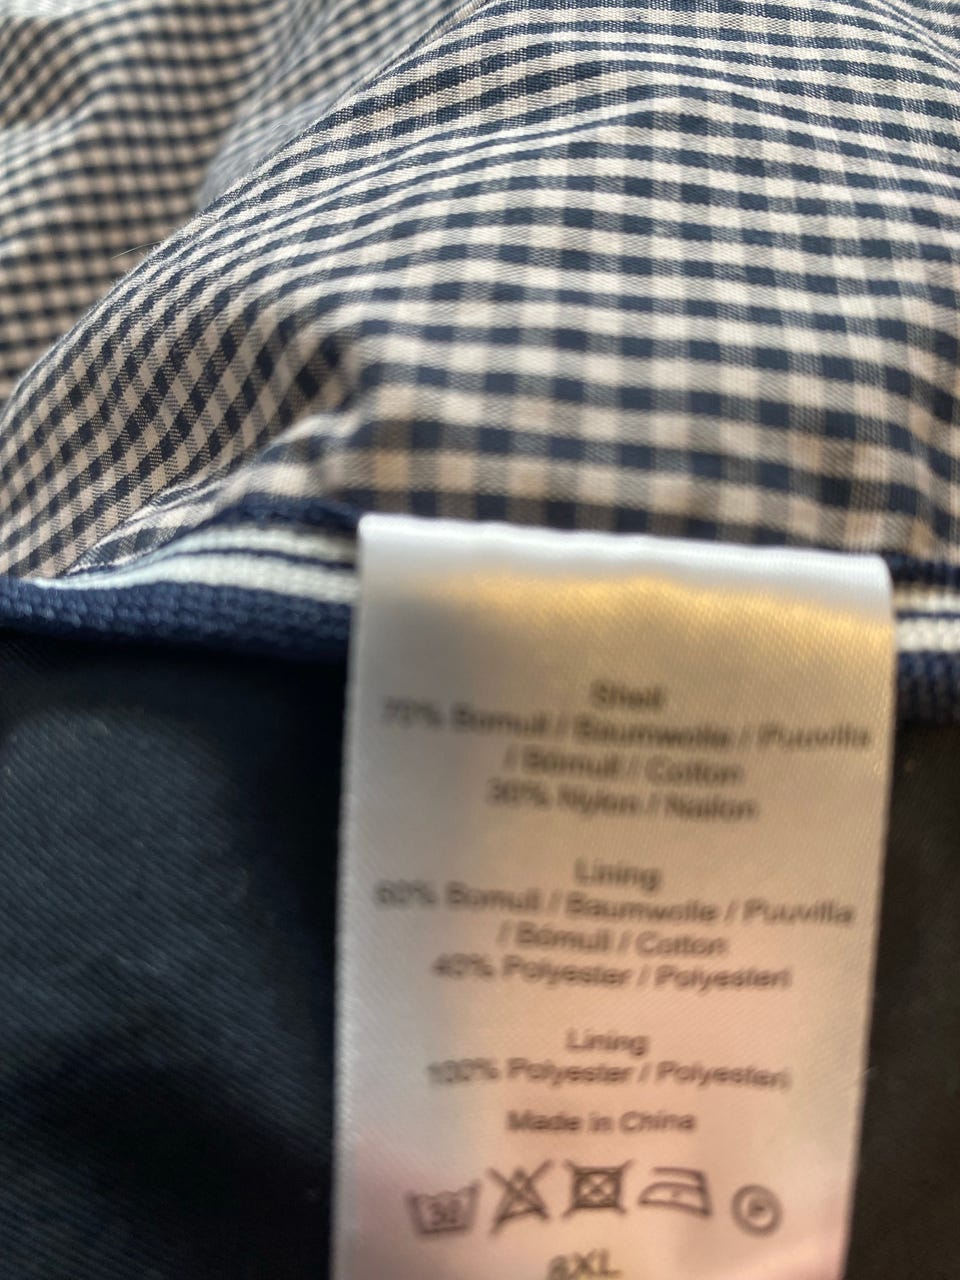 Shell
70% Bomull / Baumwolle / Puuvilla
/ Bómull / Cotton
30% Nylon / Nailon
Lining
60% Bomull / Baumwolle / Puuvilla
/ Bómull / Cotton
40% Polyester / Polyesteri
Lining
100% Polyester / Polyesteri
Made in China
30 P